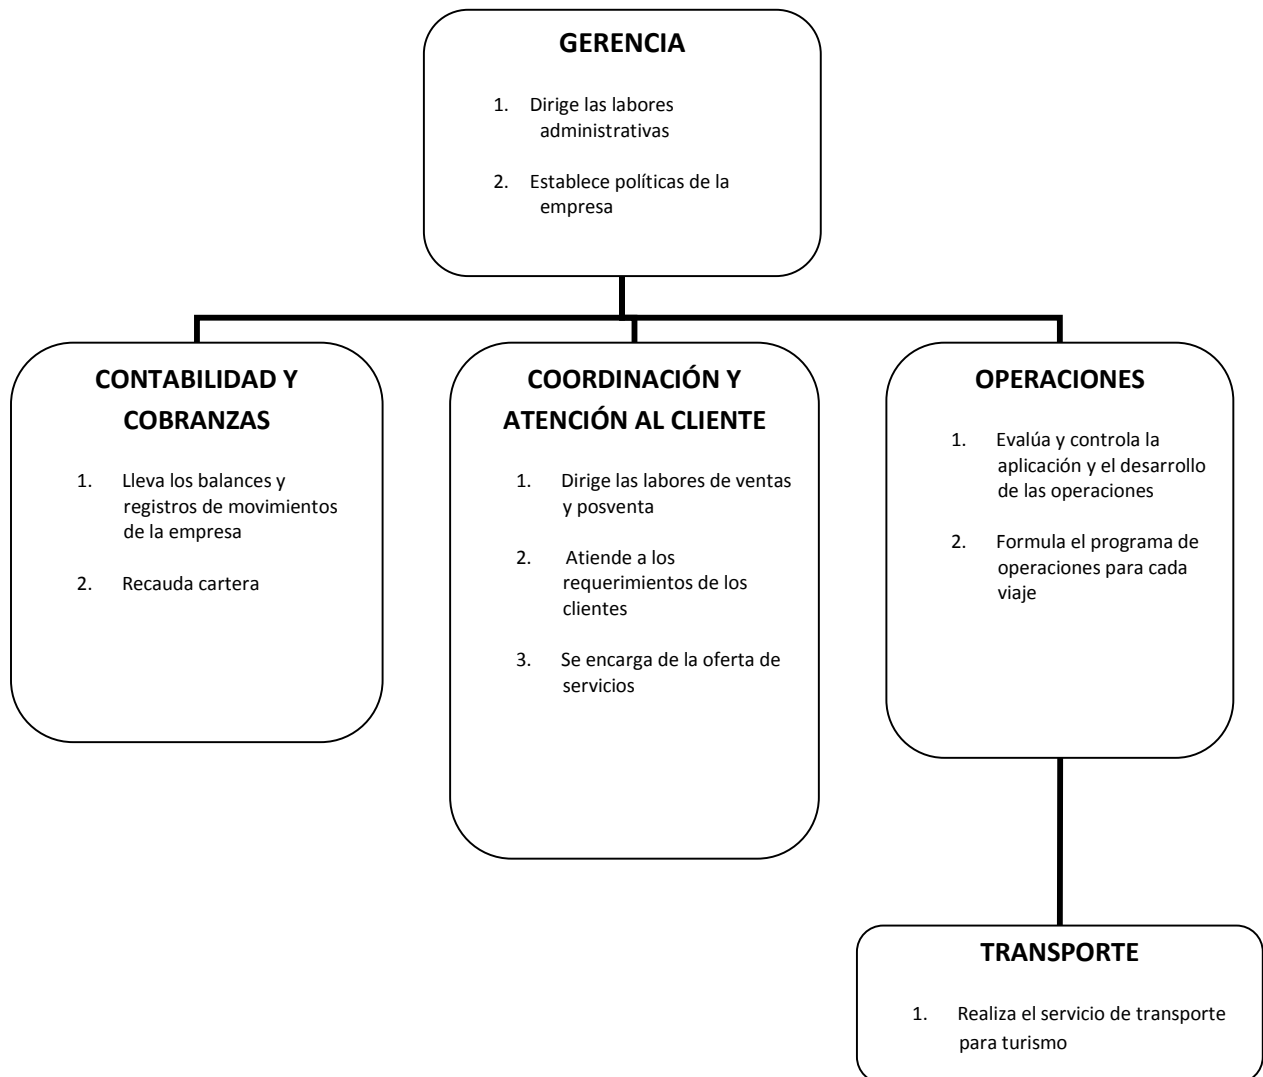 GERENCIA
1. Dirige las labores
administrativas
2. Establece políticas de la
empresa
CONTABILIDAD Y
COBRANZAS
1. Lleva los balances y
registros de movimientos
de la empresa
2. Recauda cartera
COORDINACIÓN Y
ATENCIÓN AL CLIENTE
1. Dirige las labores de ventas
y posventa
2. Atiende a los
requerimientos de los
clientes
3. Se encarga de la oferta de
servicios
OPERACIONES
1. Evalúa y controla la
aplicación y el desarrollo
de las operaciones
2. Formula el programa de
operaciones para cada
viaje
TRANSPORTE
1. Realiza el servicio de transporte
para turismo